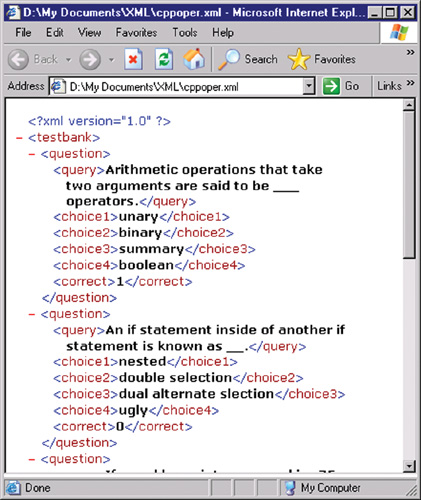 D:\My Documents\XML\cppoper.xml - Microsoft Internet Expl...
File Edit View Favorites Tools »
Back Search Favorites »
Address D:\My Documents\XML\cppoper.xml Go Links »
<?xml version="1.0" ?>
- <testbank>
- <question>
<query>Arithmetic operations that take
two arguments are said to be ___
operators.</query>
<choice1>unary</choice1>
<choice2>binary</choice2>
<choice3>summary</choice3>
<choice4>boolean</choice4>
<correct>1</correct>
</question>
- <question>
<query>An if statement inside of another if
statement is known as __.</query>
<choice1>nested</choice1>
<choice2>double selection</choice2>
<choice3>dual alternate slection</choice3>
<choice4>ugly</choice4>
<correct>0</correct>
</question>
- <question>
Done My Computer